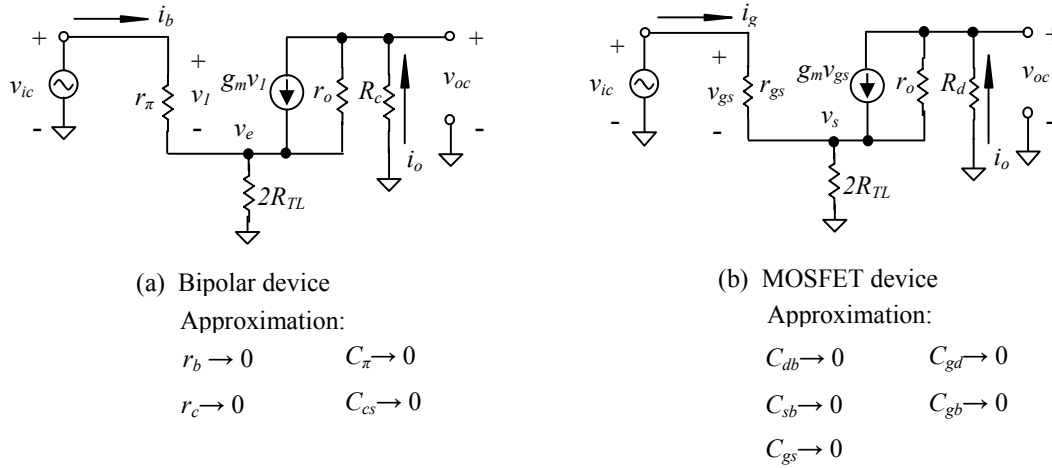 i_b
+
v_ic
-
r_π
+
v_1
-
g_m v_1
r_o
R_c
+
v_oc
-
v_e
i_o
2R_TL
(a) Bipolar device
Approximation:
r_b → 0 C_π → 0
r_c → 0 C_cs → 0
i_g
+
v_ic
-
+
v_gs
-
r_gs
g_m v_gs
r_o
R_d
+
v_oc
-
v_s
i_o
2R_TL
(b) MOSFET device
Approximation:
C_db → 0 C_gd → 0
C_sb → 0 C_gb → 0
C_gs → 0